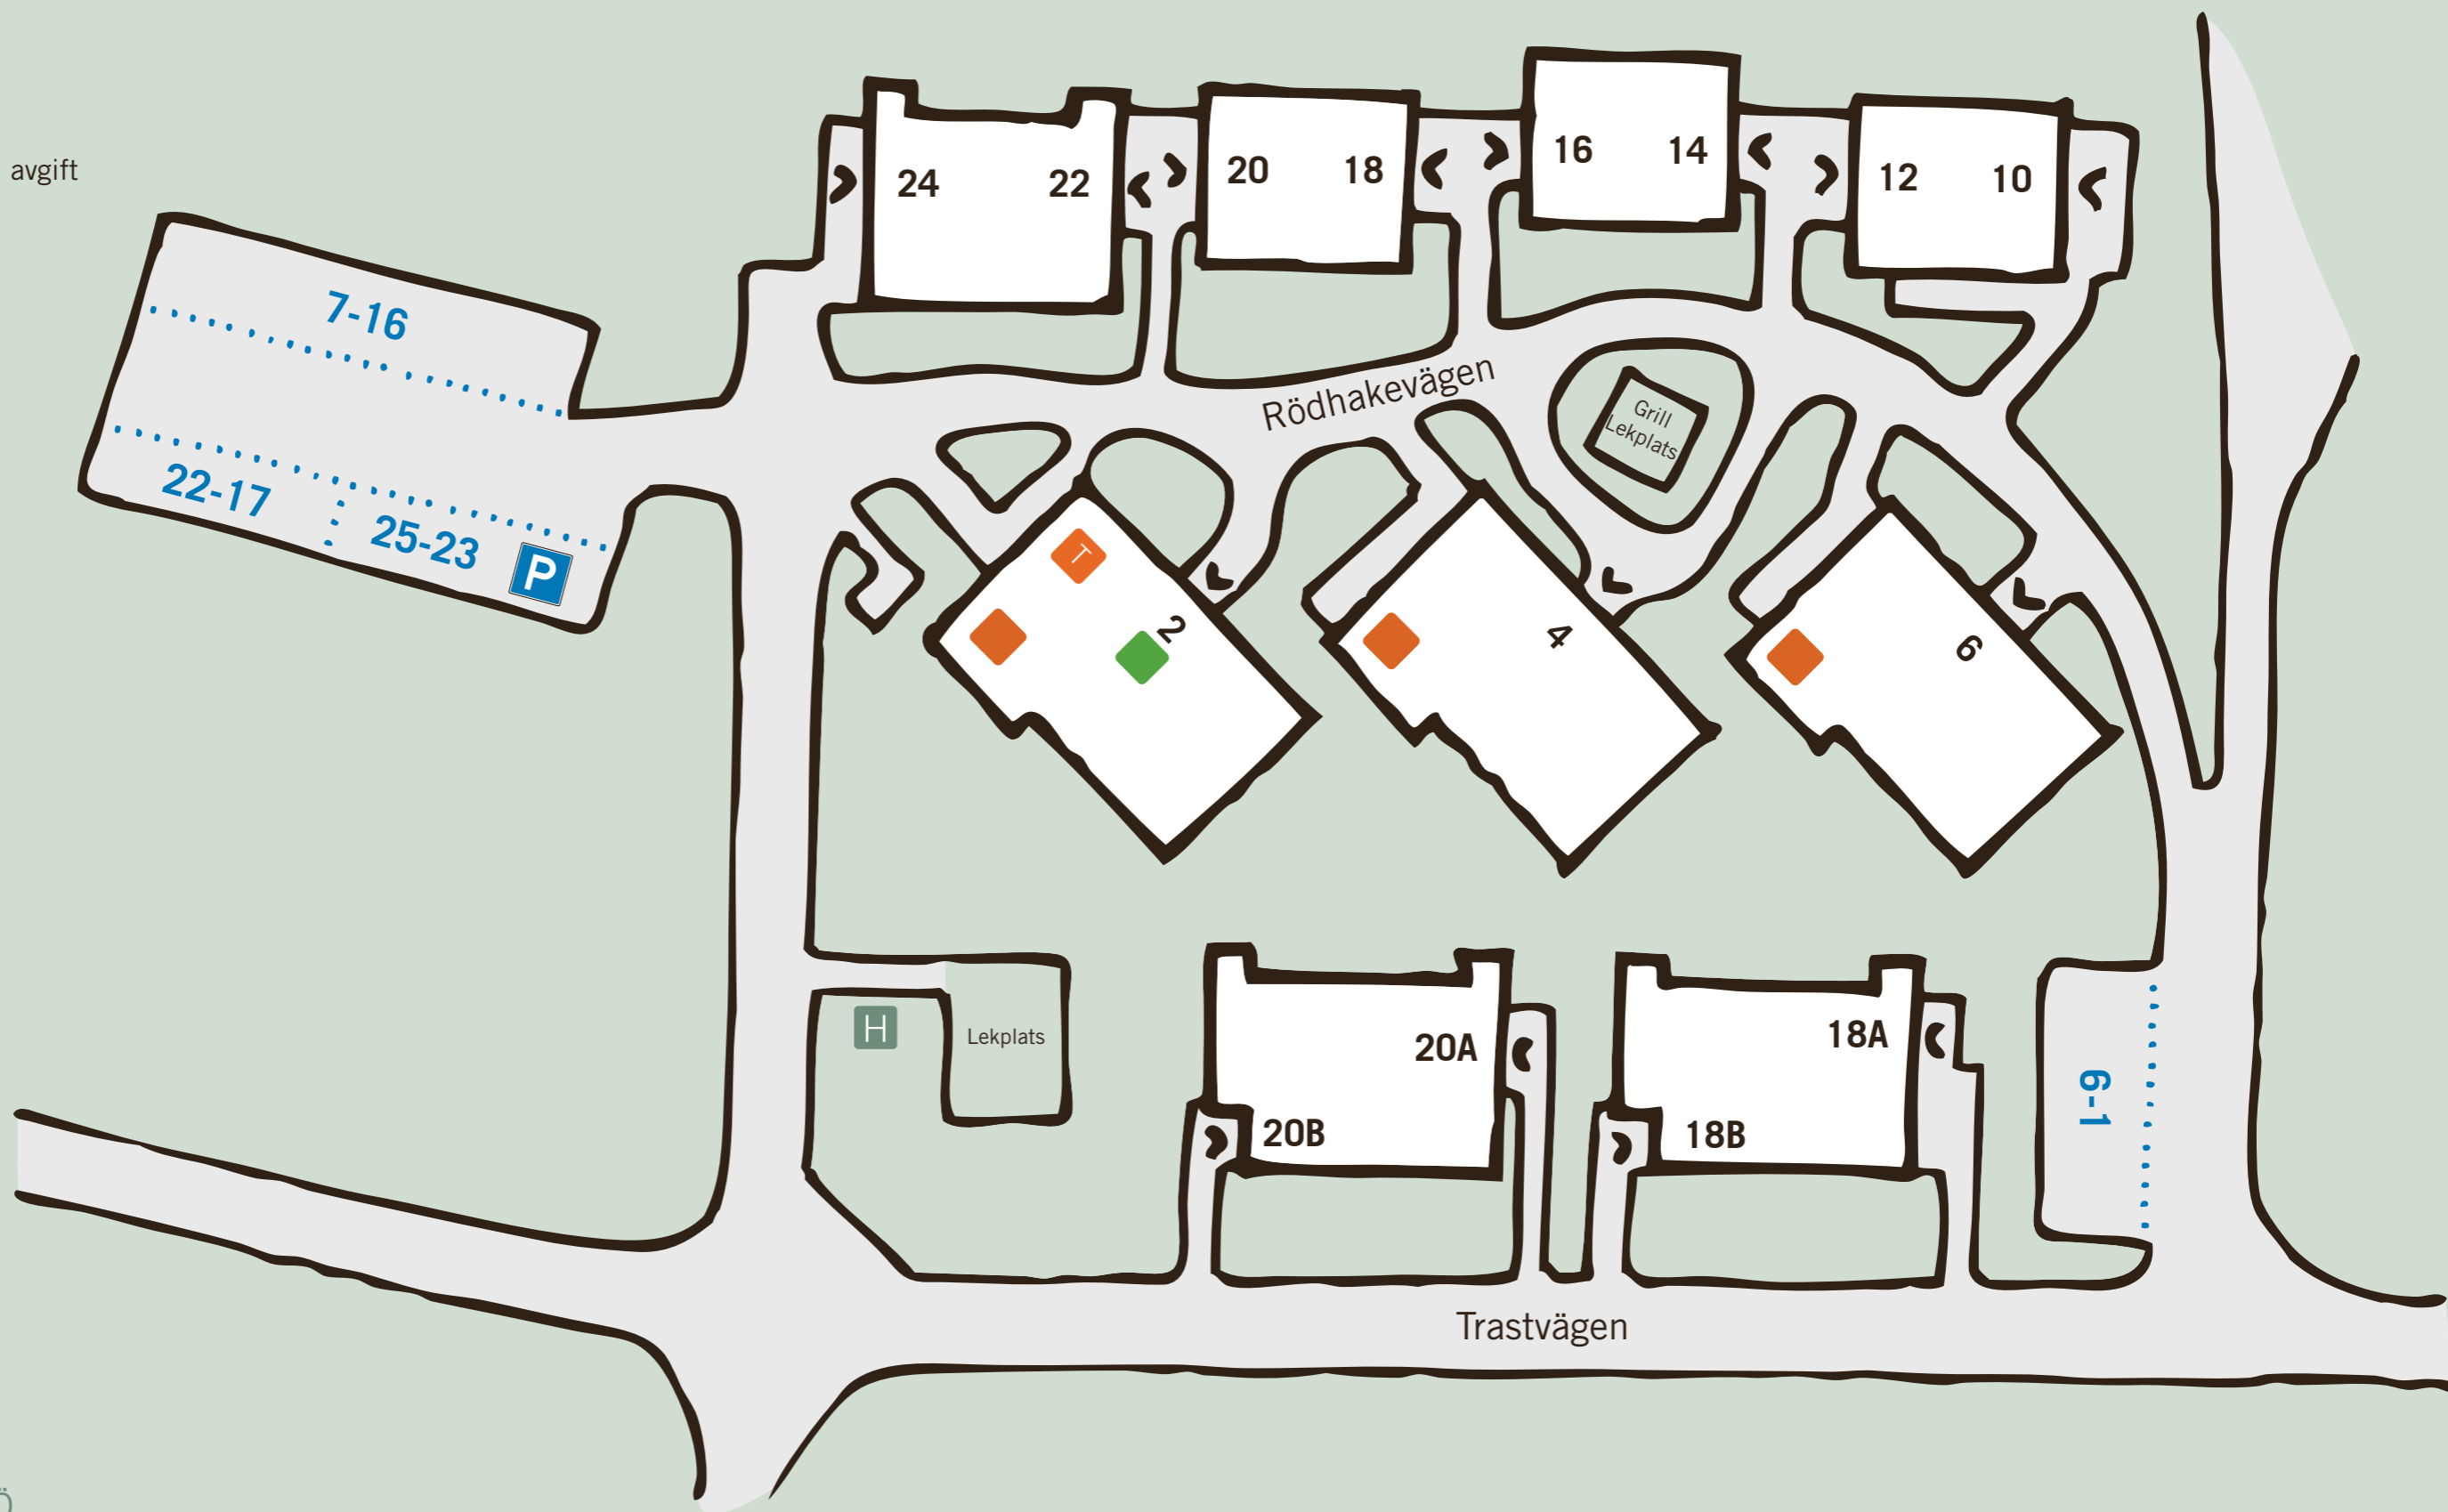 avgift
24 22
20 18
16 14
12 10
7-16
22-17
25-23
P
Rödhakevägen
Grill
Lekplats
T
2
4
6
H
Lekplats
20A
20B
18A
18B
6-1
Trastvägen